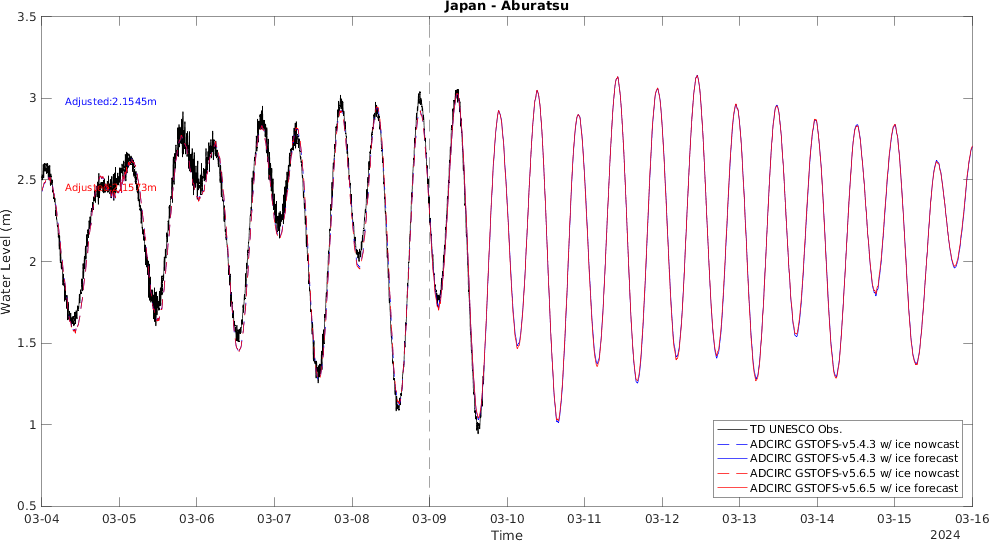 Japan - Aburatsu
3.5
3
2.5
2
1.5
1
0.5
Water Level (m)
Adjusted:2.1545m
Adjusted:2.1573m
03-04 03-05 03-06 03-07 03-08 03-09 03-10 03-11 03-12 03-13 03-14 03-15 03-16
Time
2024
TD UNESCO Obs.
ADCIRC GSTOFS-v5.4.3 w/ ice nowcast
ADCIRC GSTOFS-v5.4.3 w/ ice forecast
ADCIRC GSTOFS-v5.6.5 w/ ice nowcast
ADCIRC GSTOFS-v5.6.5 w/ ice forecast